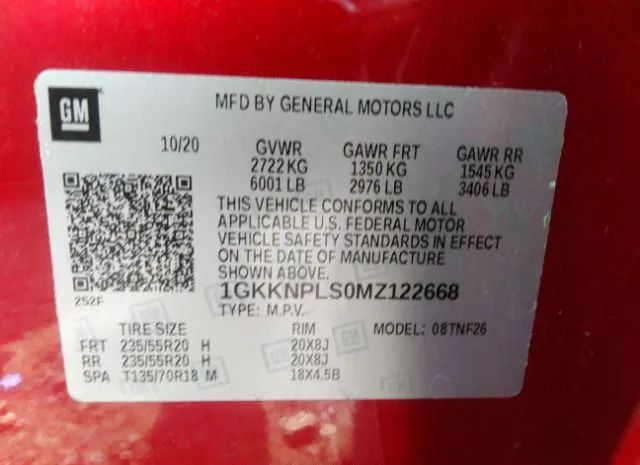 GM
MFD BY GENERAL MOTORS LLC
10/20 GVWR GAWR FRT GAWR RR
2722 KG 1350 KG 1545 KG
6001 LB 2976 LB 3406 LB
THIS VEHICLE CONFORMS TO ALL
APPLICABLE U.S. FEDERAL MOTOR
VEHICLE SAFETY STANDARDS IN EFFECT
ON THE DATE OF MANUFACTURE
SHOWN ABOVE.
252F
1GKKNPLS0MZ122668
TYPE: M.P.V.
TIRE SIZE RIM MODEL: 08TNF26
FRT 235/55R20 H 20X8J
RR 235/55R20 H 20X8J
SPA T135/70R18 M 18X4.5B